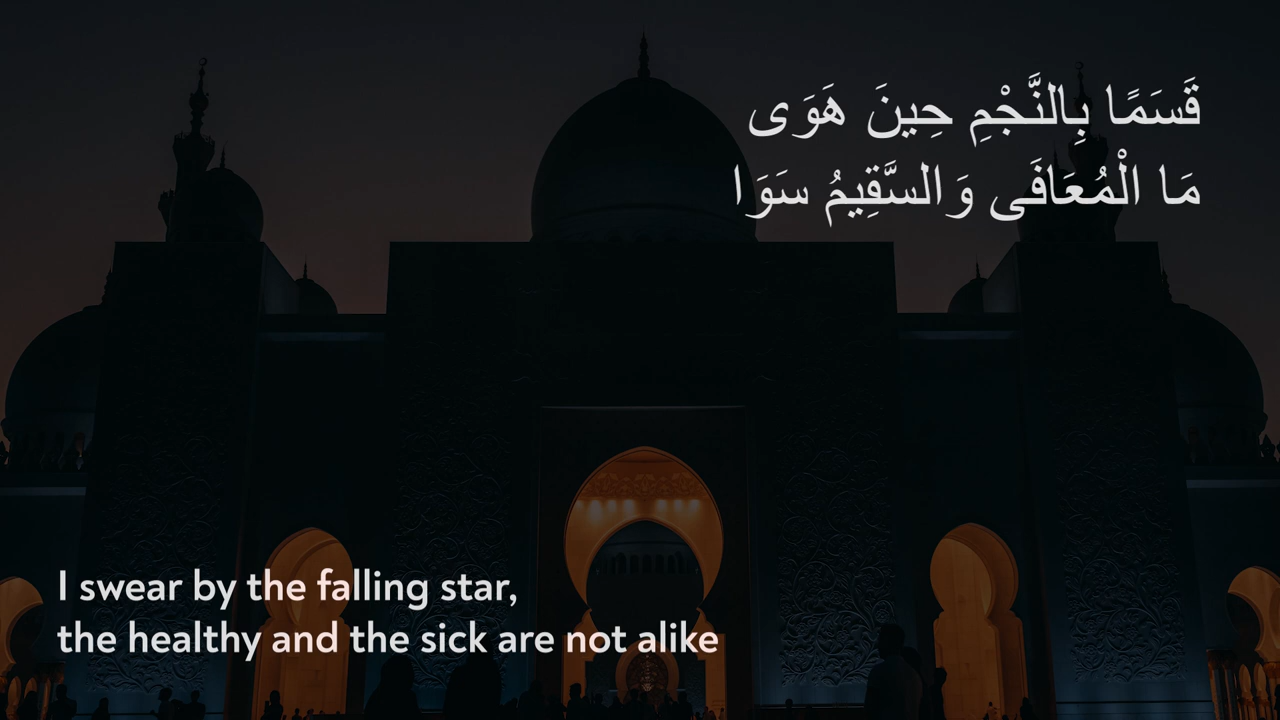 قَسَمًا بِالنَّجْمِ حِينَ هَوَى
مَا الْمُعَافَى وَالسَّقِيمُ سَوَا
I swear by the falling star,
the healthy and the sick are not alike